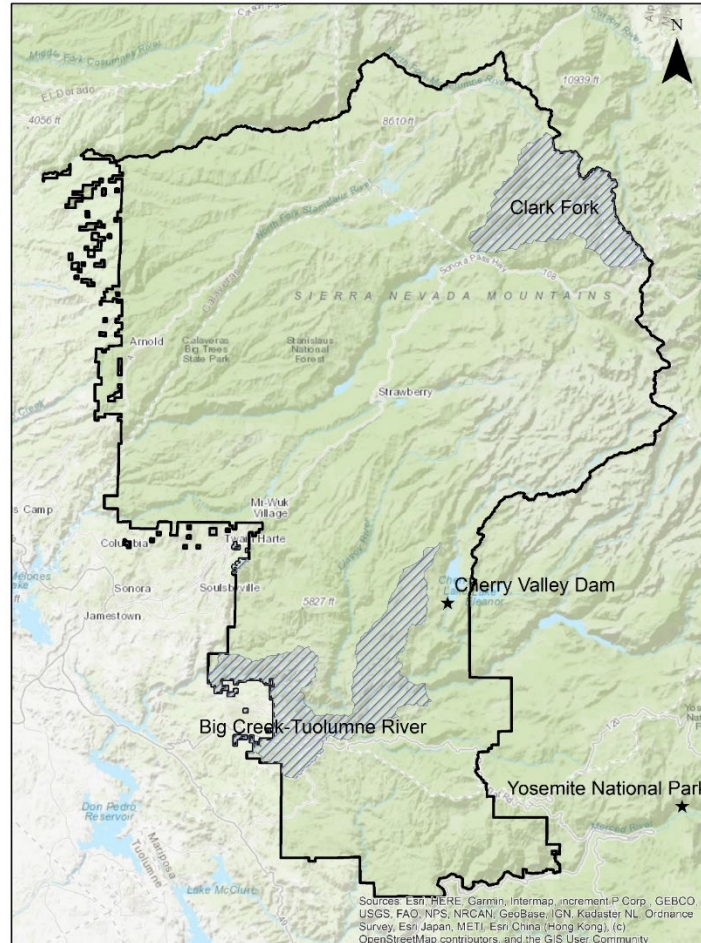 N
Middle Fork Cosumnes River
El Dorado
4056 ft
10939 ft
8610 ft
Clark Fork
North Fork Stanislaus River
Calaveras
Sonora Pass Hwy
108
SIERRA NEVADA MOUNTAINS
Arnold
4
Calaveras
Big Trees
State Park
Stanislaus
National
Forest
Strawberry
s Camp
Mi-Wuk
Village
Columbia
Twain Harte
Sonora
Soulsbyville
Jamestown
5827 ft
Cherry Valley Dam
Big Creek-Tuolumne River
120
Yosemite National Park
Merced River
Don Pedro
Reservoir
Mariposa
Tuolumne
Lake McClure
Sources: Esri, HERE, Garmin, Intermap, increment P Corp., GEBCO,
USGS, FAO, NPS, NRCAN, GeoBase, IGN, Kadaster NL, Ordnance
Survey, Esri Japan, METI, Esri China (Hong Kong), (c)
OpenStreetMap contributors, and the GIS User Community